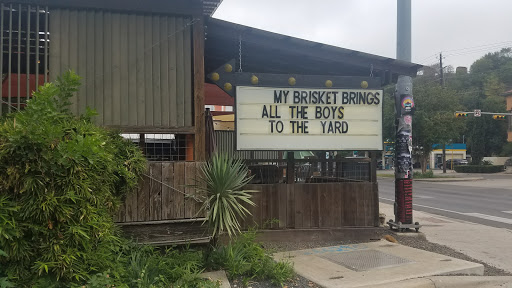 MY BRISKET BRINGS
ALL THE BOYS
TO THE YARD